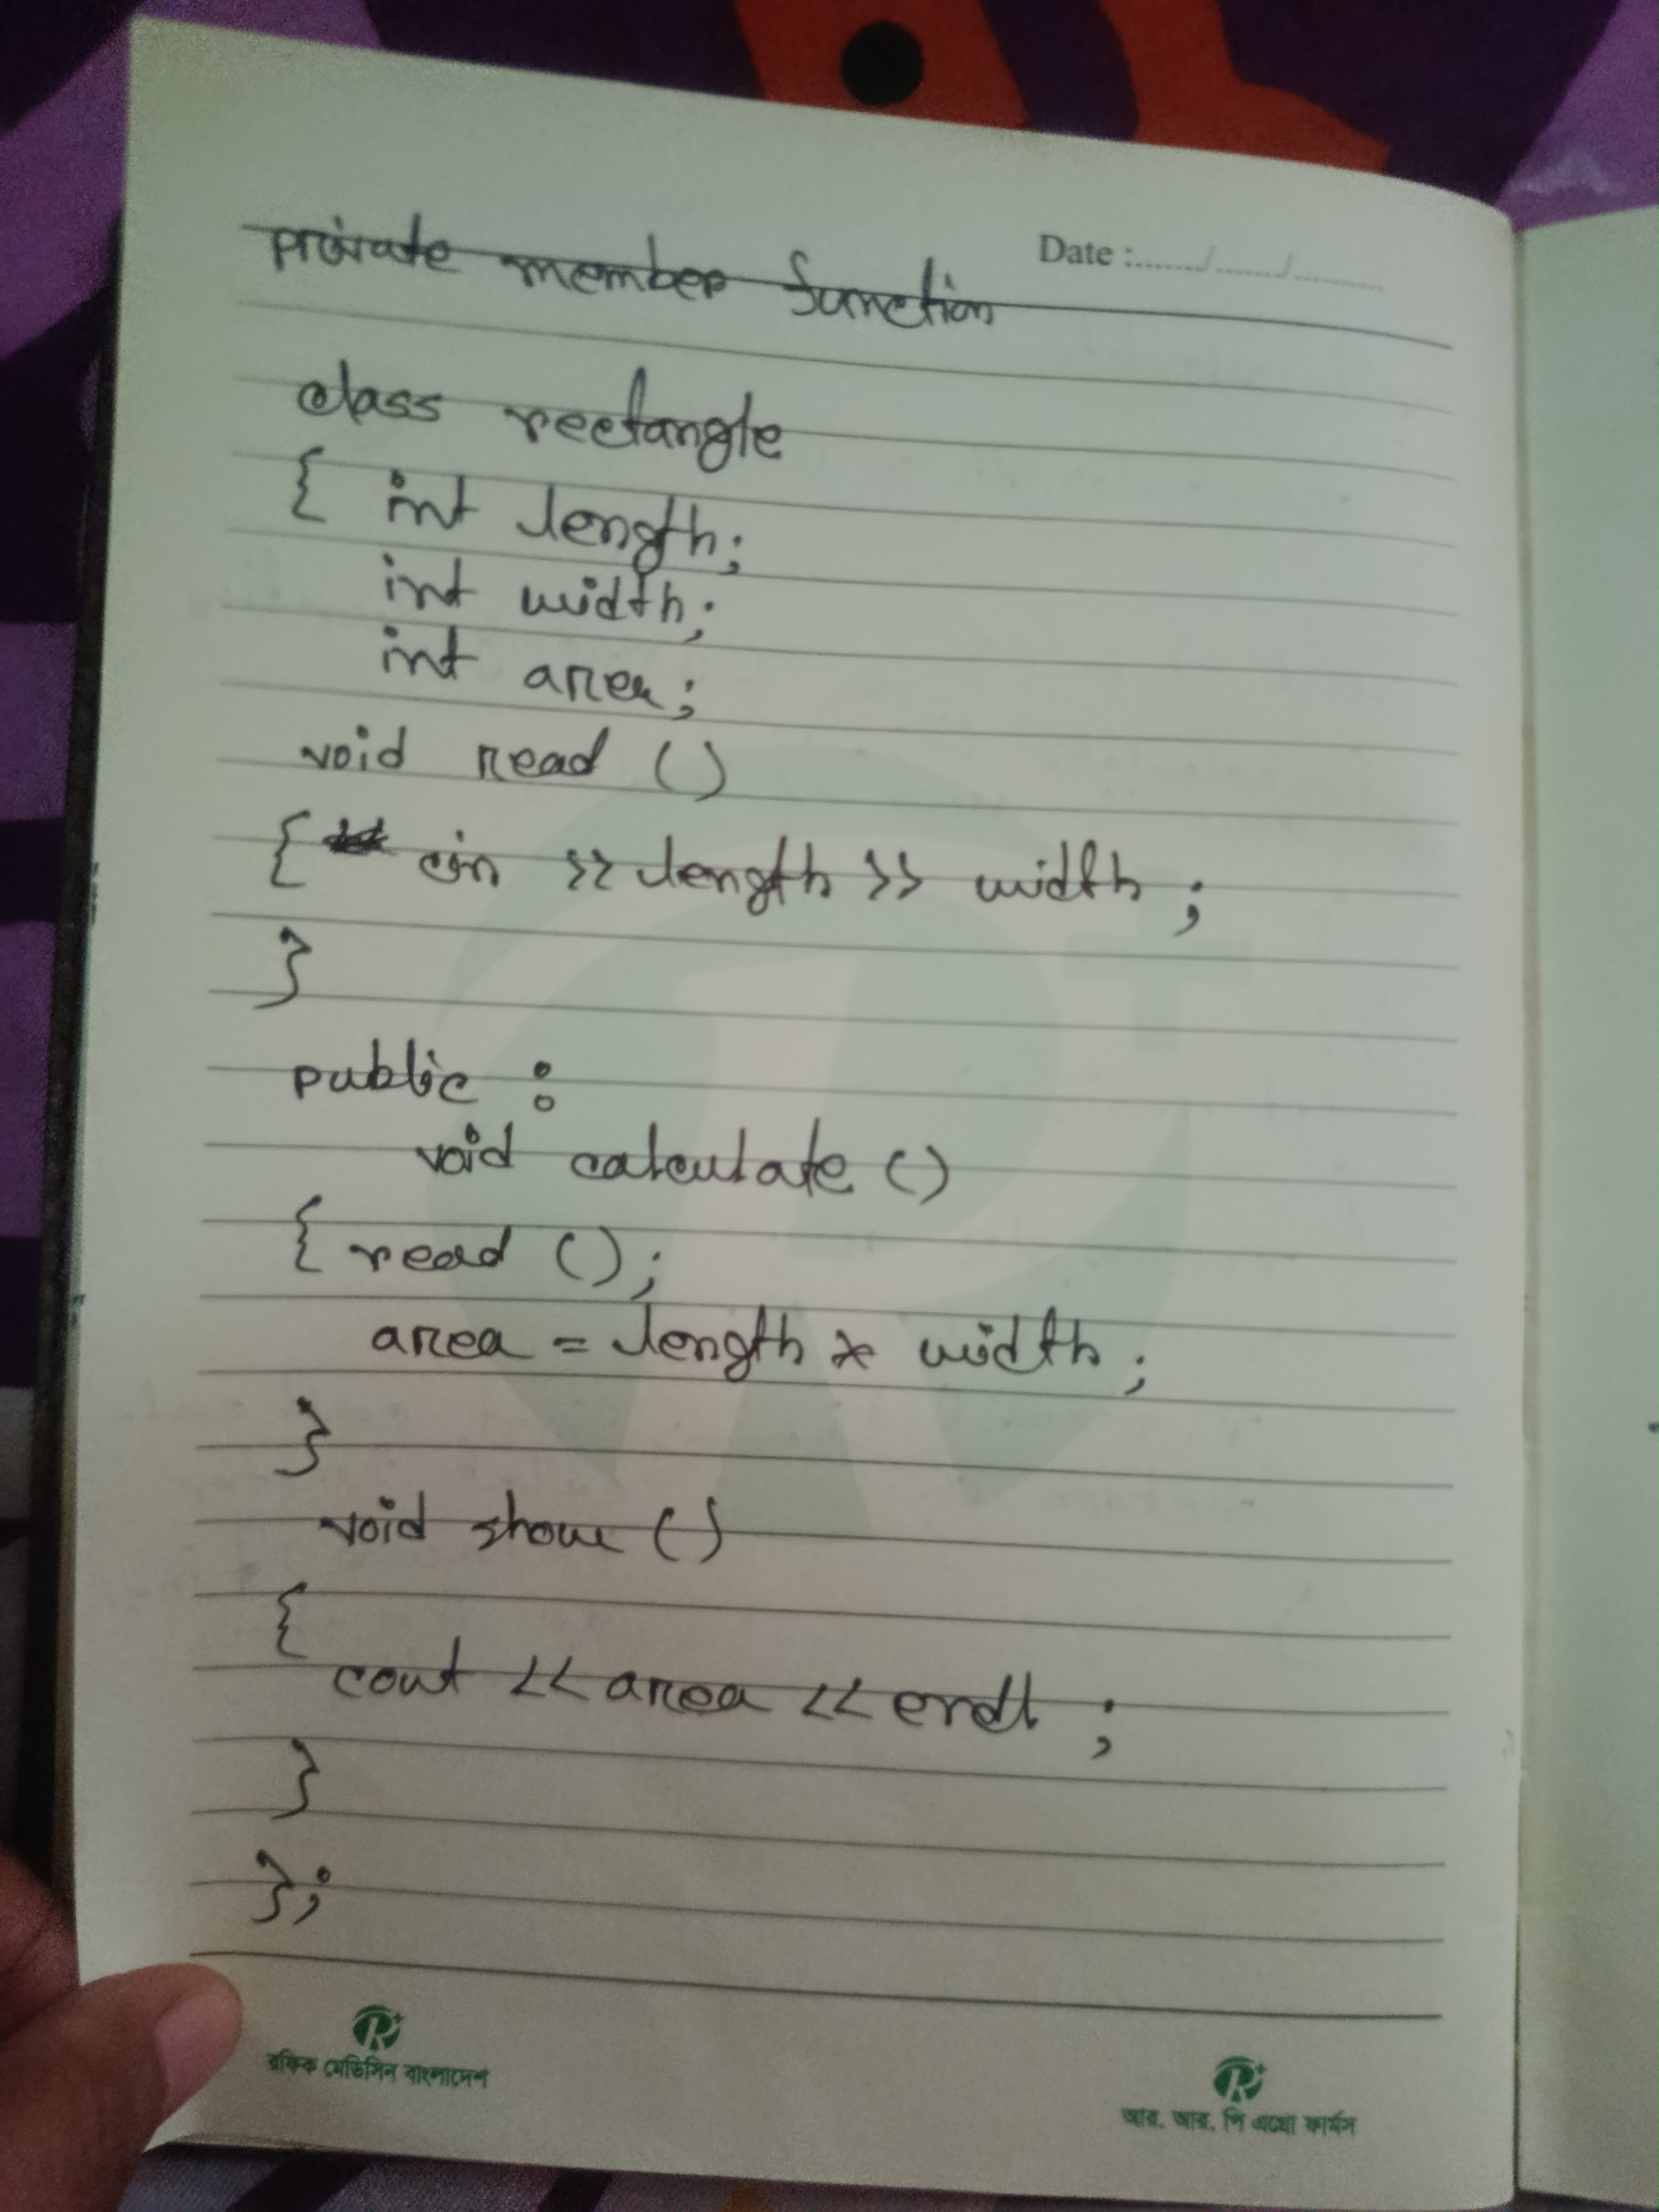 Date :......./......./.......
private member function
class rectangle
{ int length;
int width;
int area;
void read ()
{ cin >> length >> width ;
}
public :
void calculate ()
{ read ();
area = length * width ;
}
void show ()
{
cout << area << endl ;
}
};
রফিক মেডিসিন বাংলাদেশ
আর. আর. পি এগ্রো ফার্মস